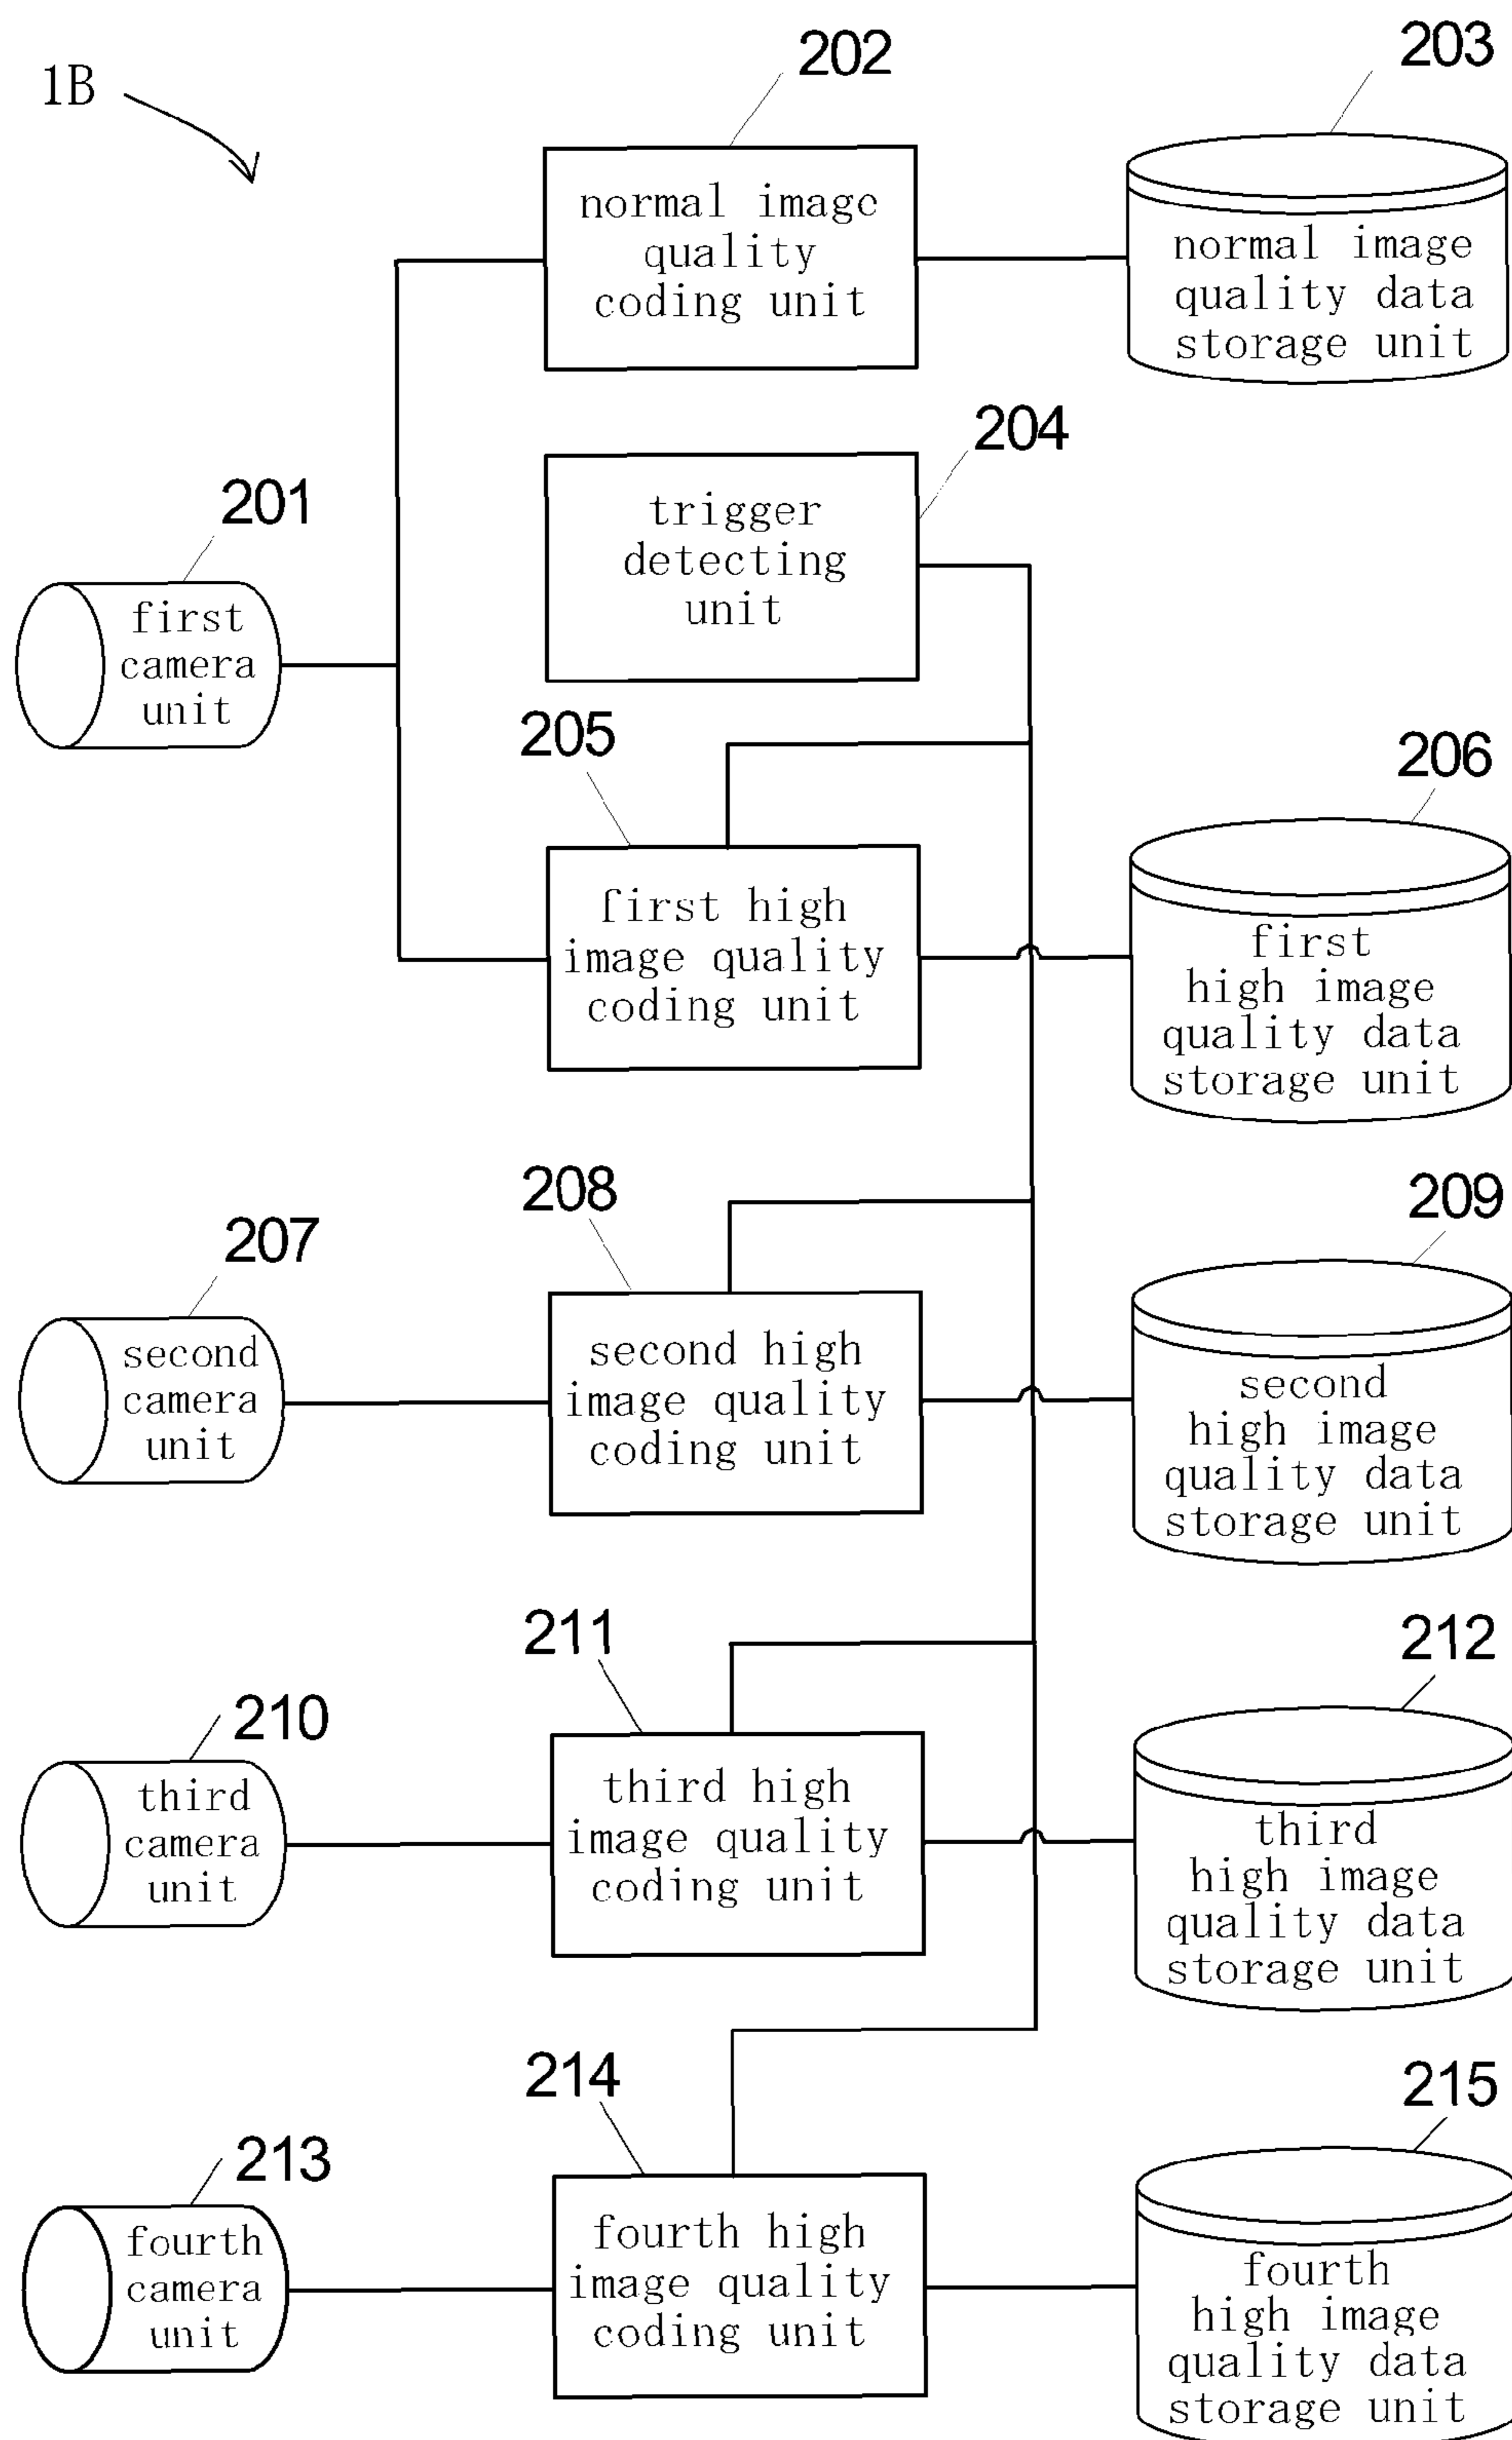 1B
202
203
normal image
quality
coding unit
normal image
quality data
storage unit
204
trigger
detecting
unit
201
first
camera
unit
205
206
first high
image quality
coding unit
first
high image
quality data
storage unit
207
208
209
second
camera
unit
second high
image quality
coding unit
second
high image
quality data
storage unit
210
211
212
third
camera
unit
third high
image quality
coding unit
third
high image
quality data
storage unit
213
214
215
fourth
camera
unit
fourth high
image quality
coding unit
fourth
high image
quality data
storage unit